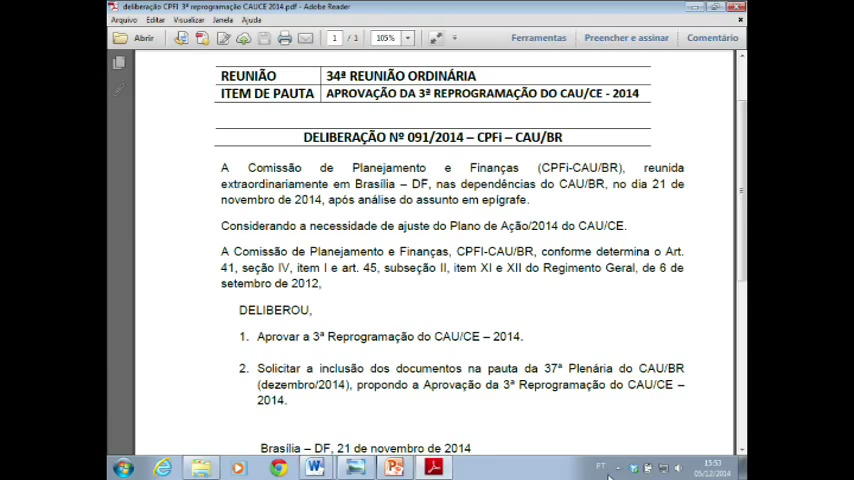 deliberação CPFI 3ª reprogramação CAUCE 2014.pdf - Adobe Reader
Arquivo Editar Visualizar Janela Ajuda
Abrir 1 / 1 105% Ferramentas Preencher e assinar Comentário
REUNIÃO 34ª REUNIÃO ORDINÁRIA
ITEM DE PAUTA APROVAÇÃO DA 3ª REPROGRAMAÇÃO DO CAU/CE - 2014
DELIBERAÇÃO Nº 091/2014 – CPFi – CAU/BR
A Comissão de Planejamento e Finanças (CPFi-CAU/BR), reunida
extraordinariamente em Brasília – DF, nas dependências do CAU/BR, no dia 21 de
novembro de 2014, após análise do assunto em epígrafe.
Considerando a necessidade de ajuste do Plano de Ação/2014 do CAU/CE.
A Comissão de Planejamento e Finanças, CPFI-CAU/BR, conforme determina o Art.
41, seção IV, item I e art. 45, subseção II, item XI e XII do Regimento Geral, de 6 de
setembro de 2012,
DELIBEROU,
1. Aprovar a 3ª Reprogramação do CAU/CE – 2014.
2. Solicitar a inclusão dos documentos na pauta da 37ª Plenária do CAU/BR
(dezembro/2014), propondo a Aprovação da 3ª Reprogramação do CAU/CE –
2014.
Brasília – DF, 21 de novembro de 2014
PT 15:53
05/12/2014